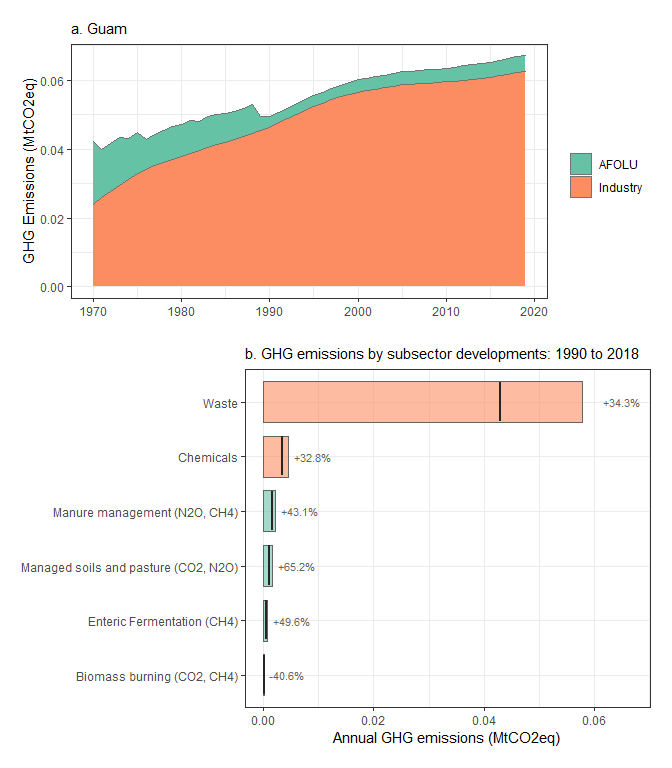 a. Guam
GHG Emissions (MtCO2eq)
0.06
0.04
0.02
0.00
1970 1980 1990 2000 2010 2020
AFOLU
Industry
b. GHG emissions by subsector developments: 1990 to 2018
Waste +34.3%
Chemicals +32.8%
Manure management (N2O, CH4) +43.1%
Managed soils and pasture (CO2, N2O) +65.2%
Enteric Fermentation (CH4) +49.6%
Biomass burning (CO2, CH4) -40.6%
0.00 0.02 0.04 0.06
Annual GHG emissions (MtCO2eq)